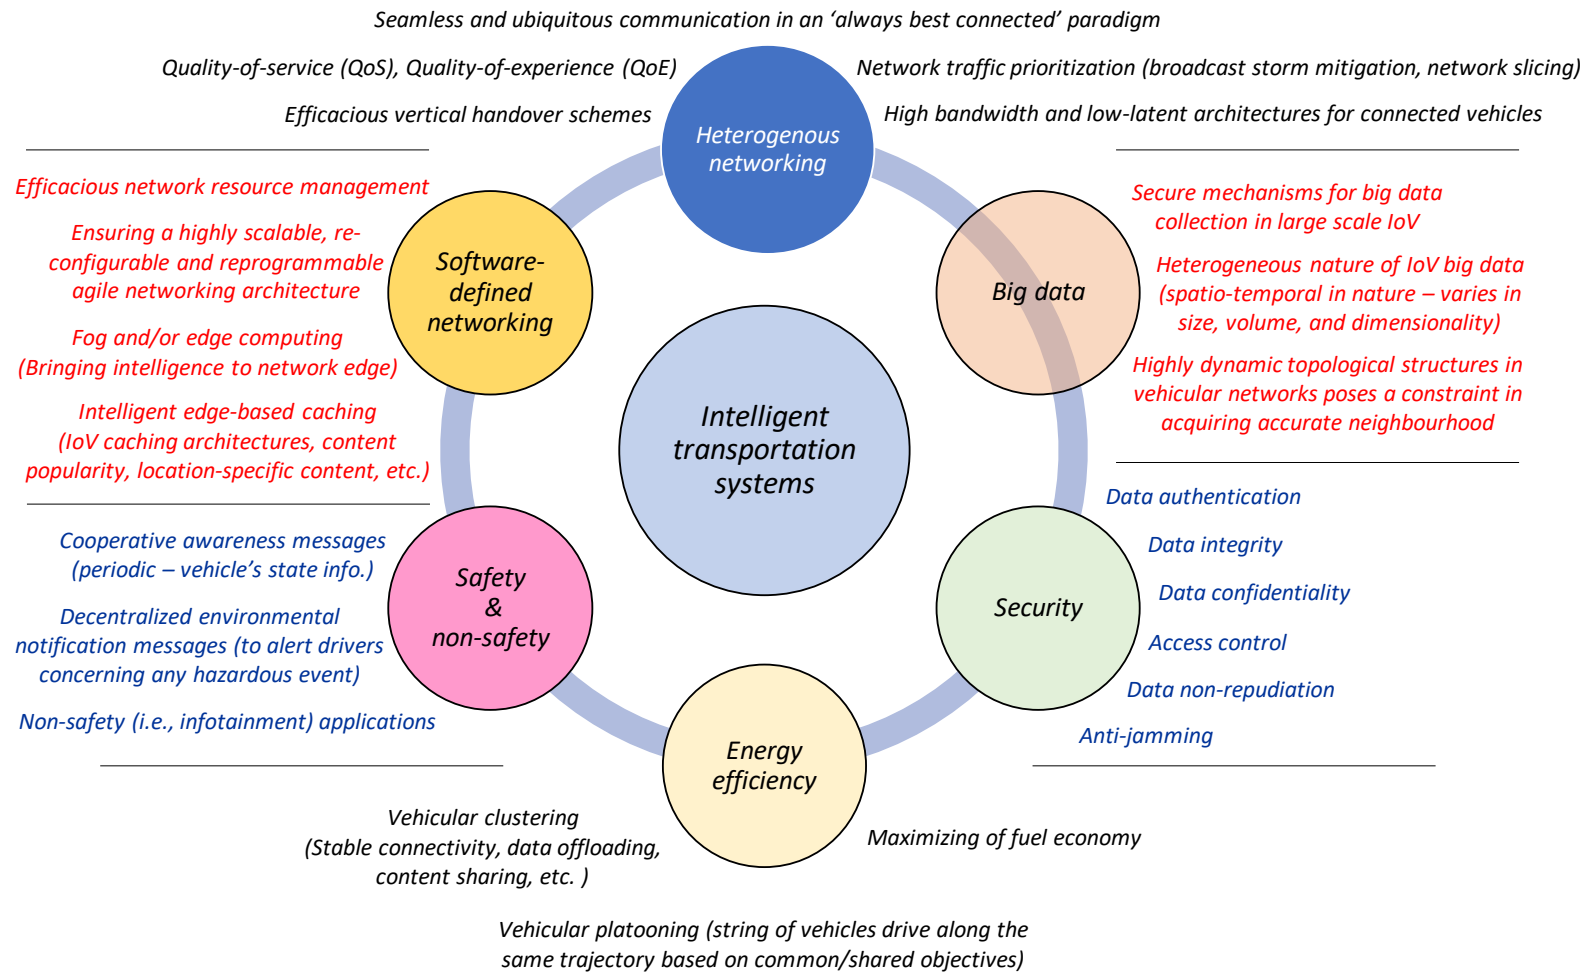 Seamless and ubiquitous communication in an ‘always best connected’ paradigm
Quality-of-service (QoS), Quality-of-experience (QoE)
Network traffic prioritization (broadcast storm mitigation, network slicing)
Efficacious vertical handover schemes
High bandwidth and low-latent architectures for connected vehicles
Heterogenous
networking
Efficacious network resource management
Ensuring a highly scalable, re-
configurable and reprogrammable
agile networking architecture
Fog and/or edge computing
(Bringing intelligence to network edge)
Intelligent edge-based caching
(IoV caching architectures, content
popularity, location-specific content, etc.)
Software-
defined
networking
Big data
Secure mechanisms for big data
collection in large scale IoV
Heterogeneous nature of IoV big data
(spatio-temporal in nature – varies in
size, volume, and dimensionality)
Highly dynamic topological structures in
vehicular networks poses a constraint in
acquiring accurate neighbourhood
Intelligent
transportation
systems
Cooperative awareness messages
(periodic – vehicle’s state info.)
Decentralized environmental
notification messages (to alert drivers
concerning any hazardous event)
Non-safety (i.e., infotainment) applications
Safety
&
non-safety
Security
Data authentication
Data integrity
Data confidentiality
Access control
Data non-repudiation
Anti-jamming
Energy
efficiency
Vehicular clustering
(Stable connectivity, data offloading,
content sharing, etc. )
Maximizing of fuel economy
Vehicular platooning (string of vehicles drive along the
same trajectory based on common/shared objectives)